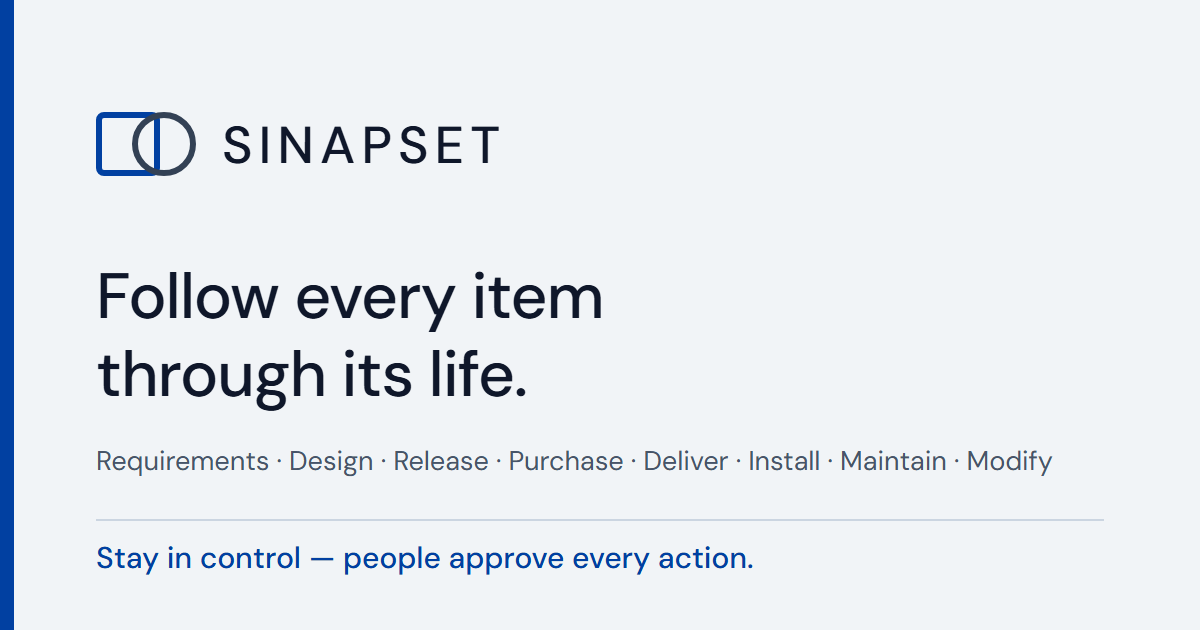 SINAPSET
Follow every item
through its life.
Requirements · Design · Release · Purchase · Deliver · Install · Maintain · Modify
Stay in control — people approve every action.